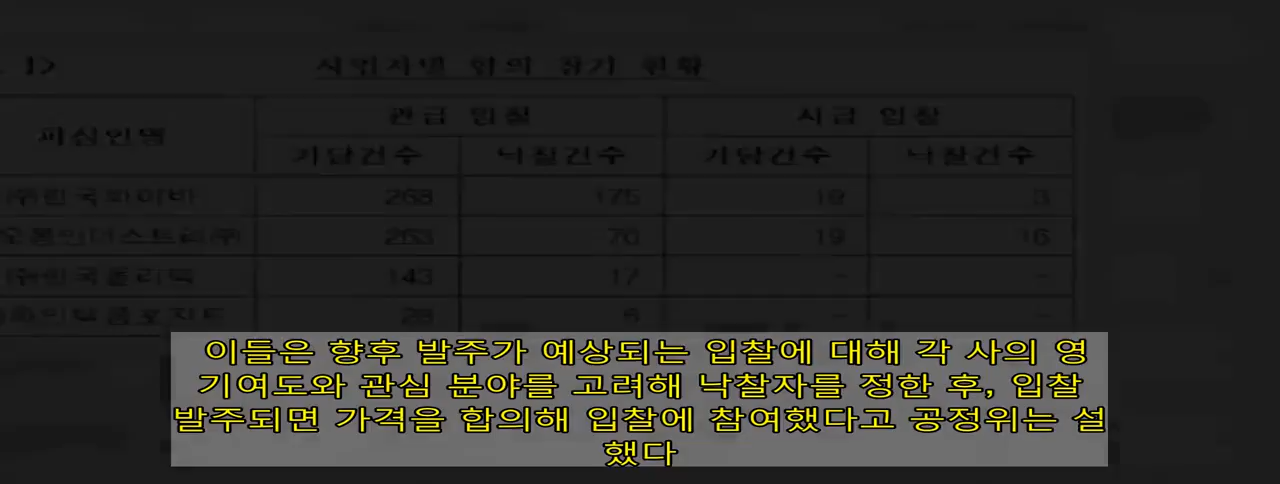 사업자별 합의 참가 현황
피심인명
관급 입찰
사급 입찰
가담건수 낙찰건수 가담건수 낙찰건수
268 175 19 3
263 70 19 16
143 17 - -
28 6 - -
이들은 향후 발주가 예상되는 입찰에 대해 각 사의 영
기여도와 관심 분야를 고려해 낙찰자를 정한 후, 입찰
발주되면 가격을 합의해 입찰에 참여했다고 공정위는 설
했다